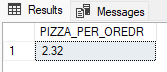 Results Messages
PIZZA_PER_OREDR
1 2.32